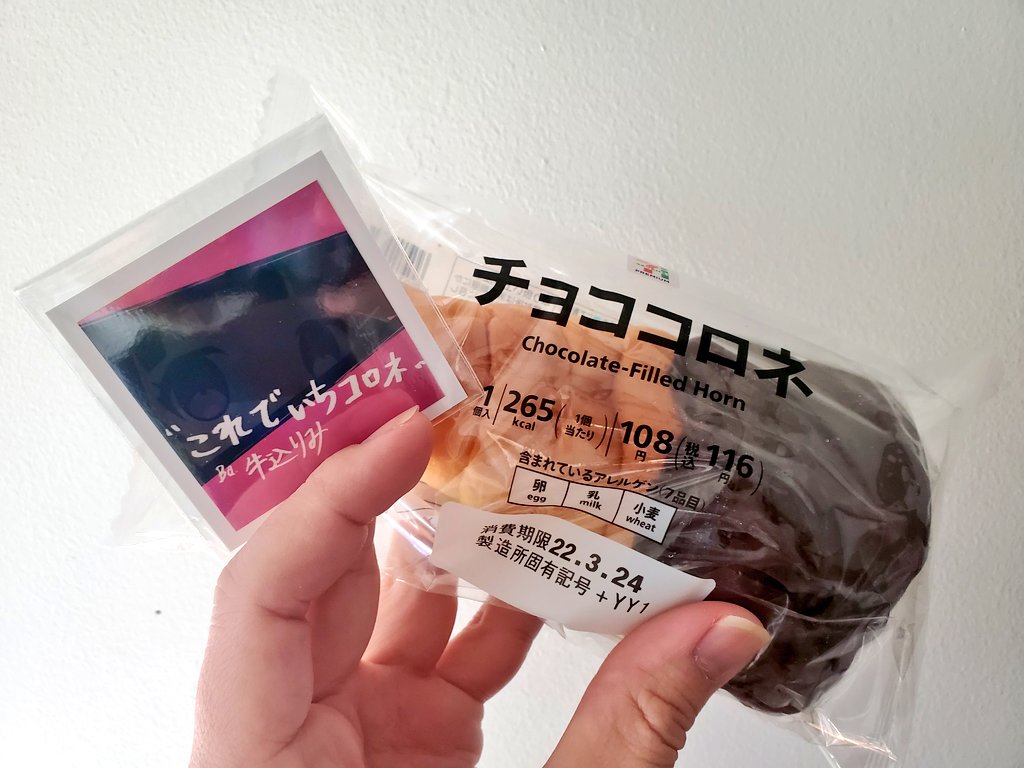 "これでいちコロネ〜
Ba 牛込りみ
チョココロネ
Chocolate-Filled Horn
1個入 265kcal(1個当たり) 108円(税込116円)
含まれているアレルゲン(7品目)
卵 乳 小麦
egg milk wheat
消費期限22.3.24
製造所固有記号+YY1